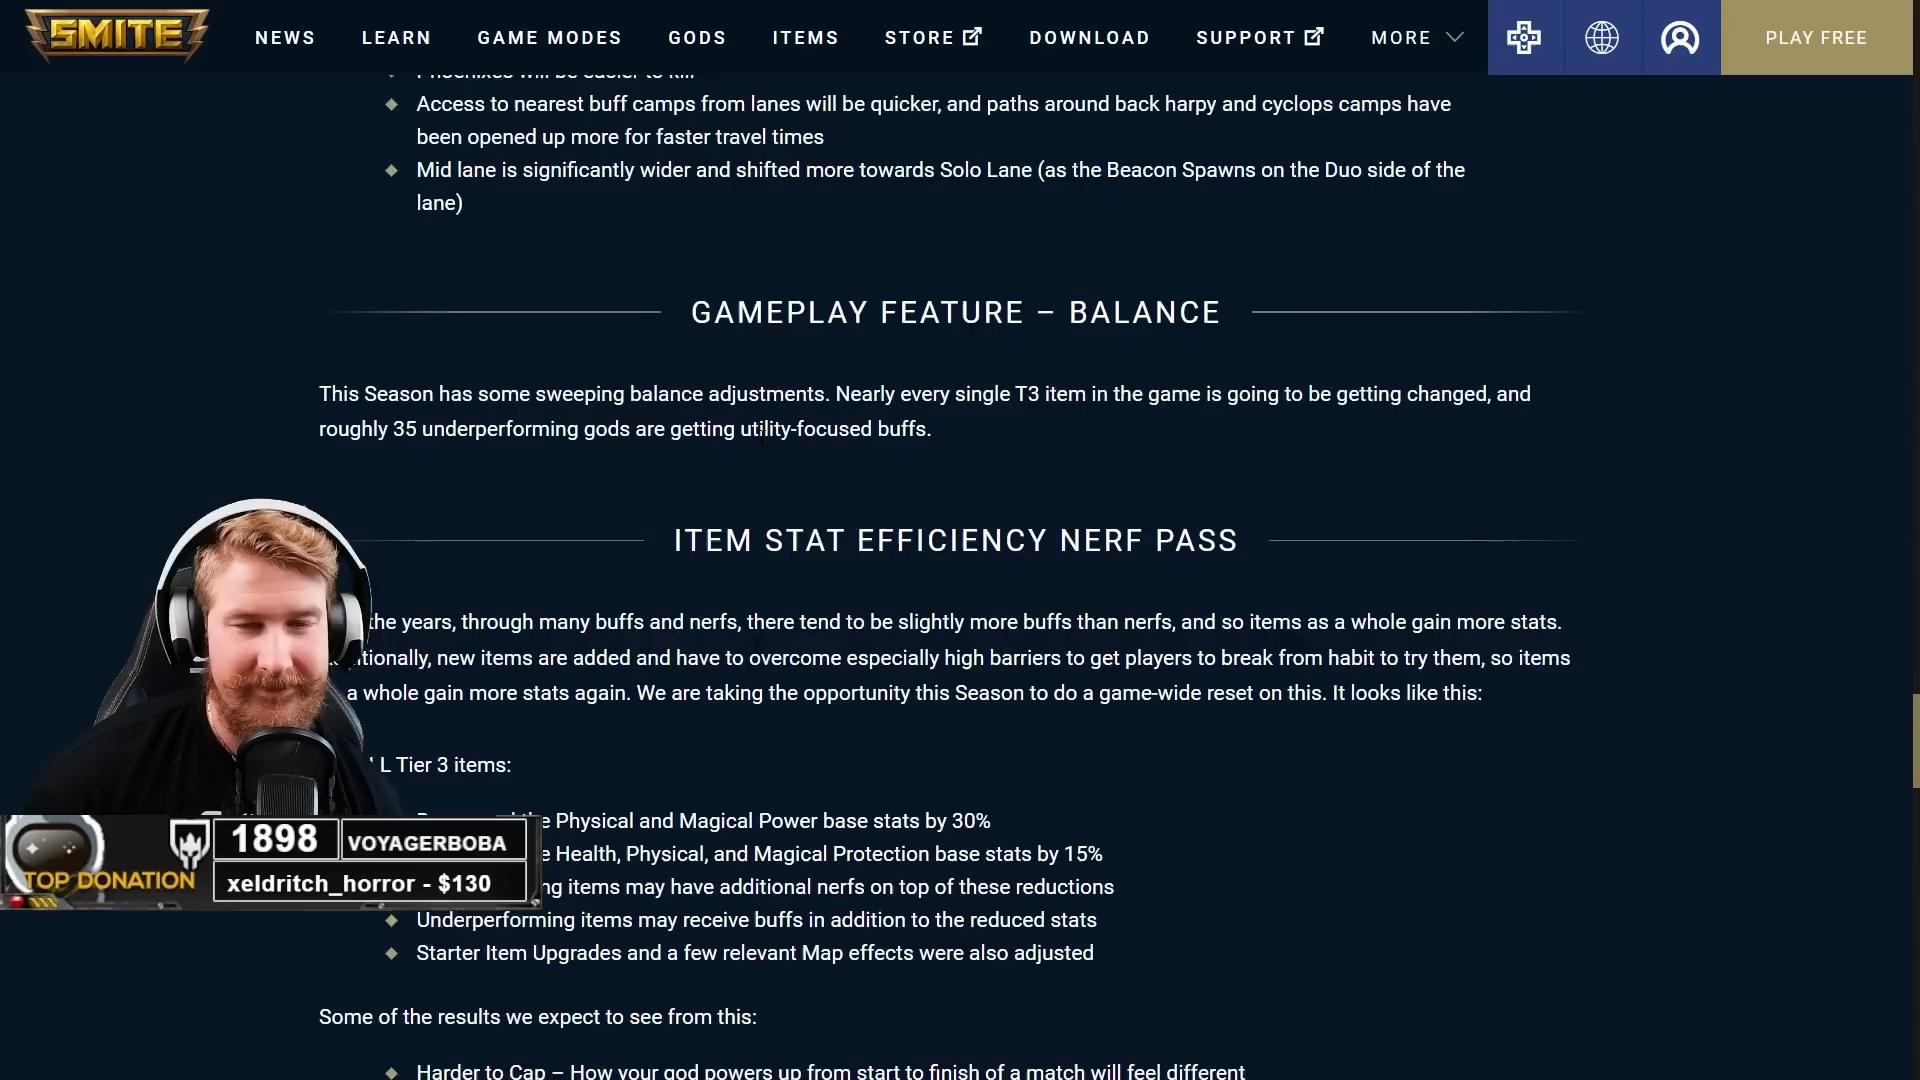 SMITE
NEWS LEARN GAME MODES GODS ITEMS STORE DOWNLOAD SUPPORT MORE PLAY FREE
Phoenixes will be easier to kill
Access to nearest buff camps from lanes will be quicker, and paths around back harpy and cyclops camps have
been opened up more for faster travel times
Mid lane is significantly wider and shifted more towards Solo Lane (as the Beacon Spawns on the Duo side of the
lane)
GAMEPLAY FEATURE – BALANCE
This Season has some sweeping balance adjustments. Nearly every single T3 item in the game is going to be getting changed, and
roughly 35 underperforming gods are getting utility-focused buffs.
ITEM STAT EFFICIENCY NERF PASS
the years, through many buffs and nerfs, there tend to be slightly more buffs than nerfs, and so items as a whole gain more stats.
tionally, new items are added and have to overcome especially high barriers to get players to break from habit to try them, so items
a whole gain more stats again. We are taking the opportunity this Season to do a game-wide reset on this. It looks like this:
L Tier 3 items:
Physical and Magical Power base stats by 30%
e Health, Physical, and Magical Protection base stats by 15%
ng items may have additional nerfs on top of these reductions
Underperforming items may receive buffs in addition to the reduced stats
Starter Item Upgrades and a few relevant Map effects were also adjusted
Some of the results we expect to see from this:
Harder to Cap – How your god powers up from start to finish of a match will feel different
1898 VOYAGERBOBA
TOP DONATION xeldritch_horror - $130